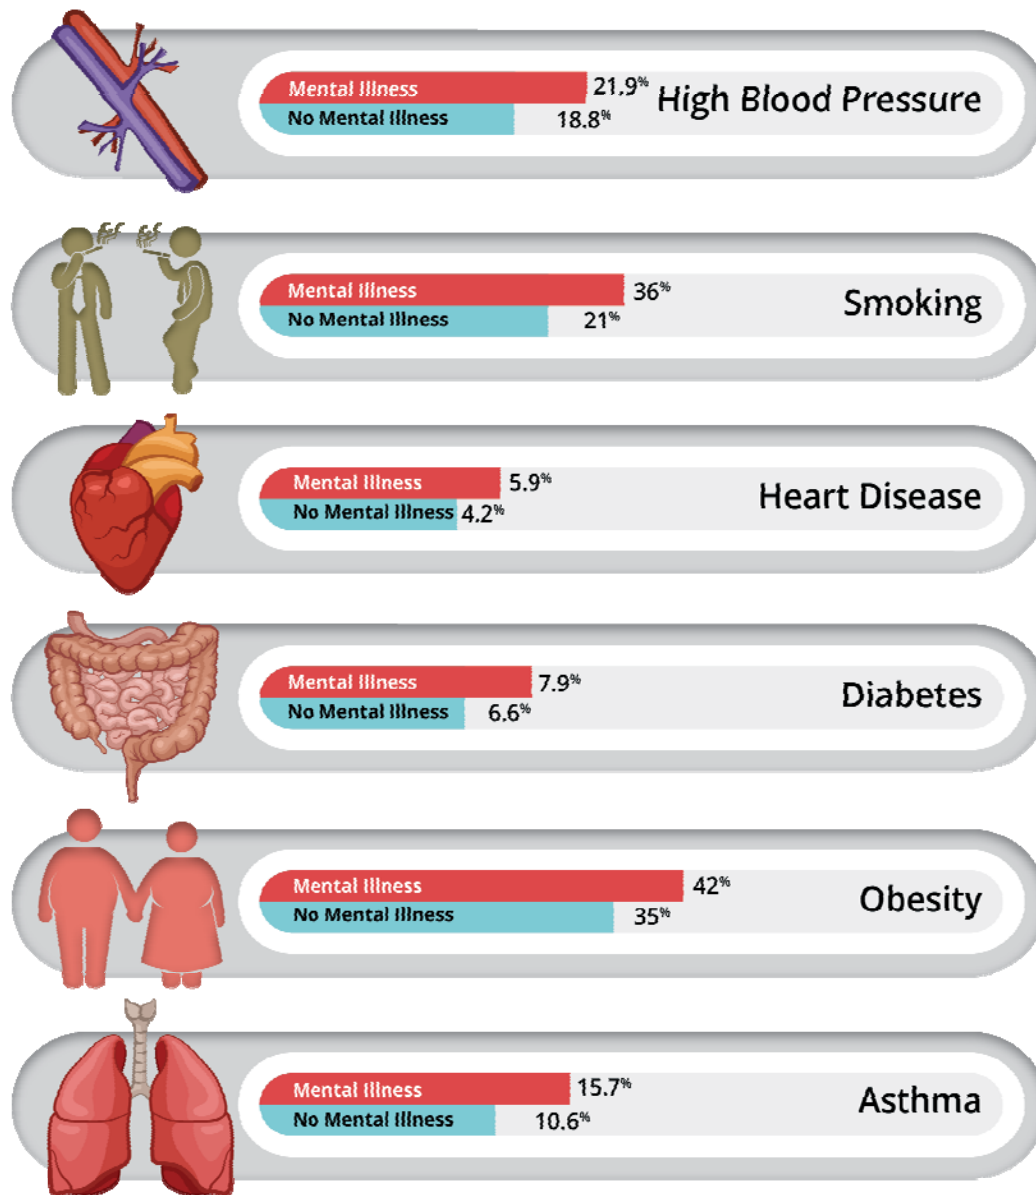 Mental Illness 21.9%
No Mental Illness 18.8%
High Blood Pressure
Mental Illness 36%
No Mental Illness 21%
Smoking
Mental Illness 5.9%
No Mental Illness 4.2%
Heart Disease
Mental Illness 7.9%
No Mental Illness 6.6%
Diabetes
Mental Illness 42%
No Mental Illness 35%
Obesity
Mental Illness 15.7%
No Mental Illness 10.6%
Asthma